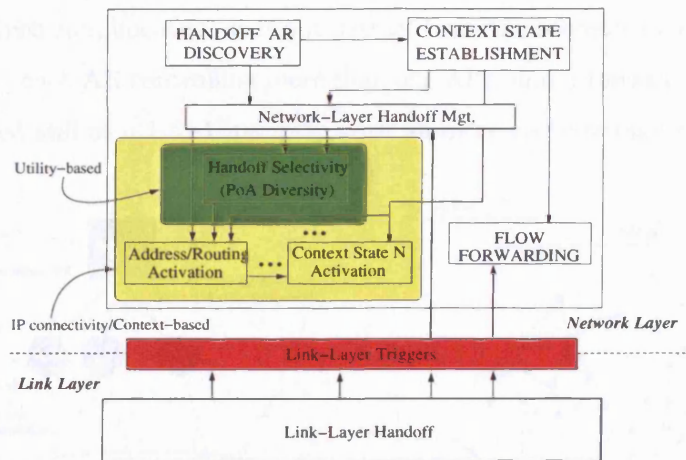 HANDOFF AR
DISCOVERY
CONTEXT STATE
ESTABLISHMENT
Network-Layer Handoff Mgt.
Utility-based
Handoff Selectivity
(PoA Diversity)
•••
Address/Routing
Activation
•••
Context State N
Activation
FLOW
FORWARDING
IP connectivity/Context-based
Network Layer
Link-Layer Triggers
Link Layer
Link-Layer Handoff